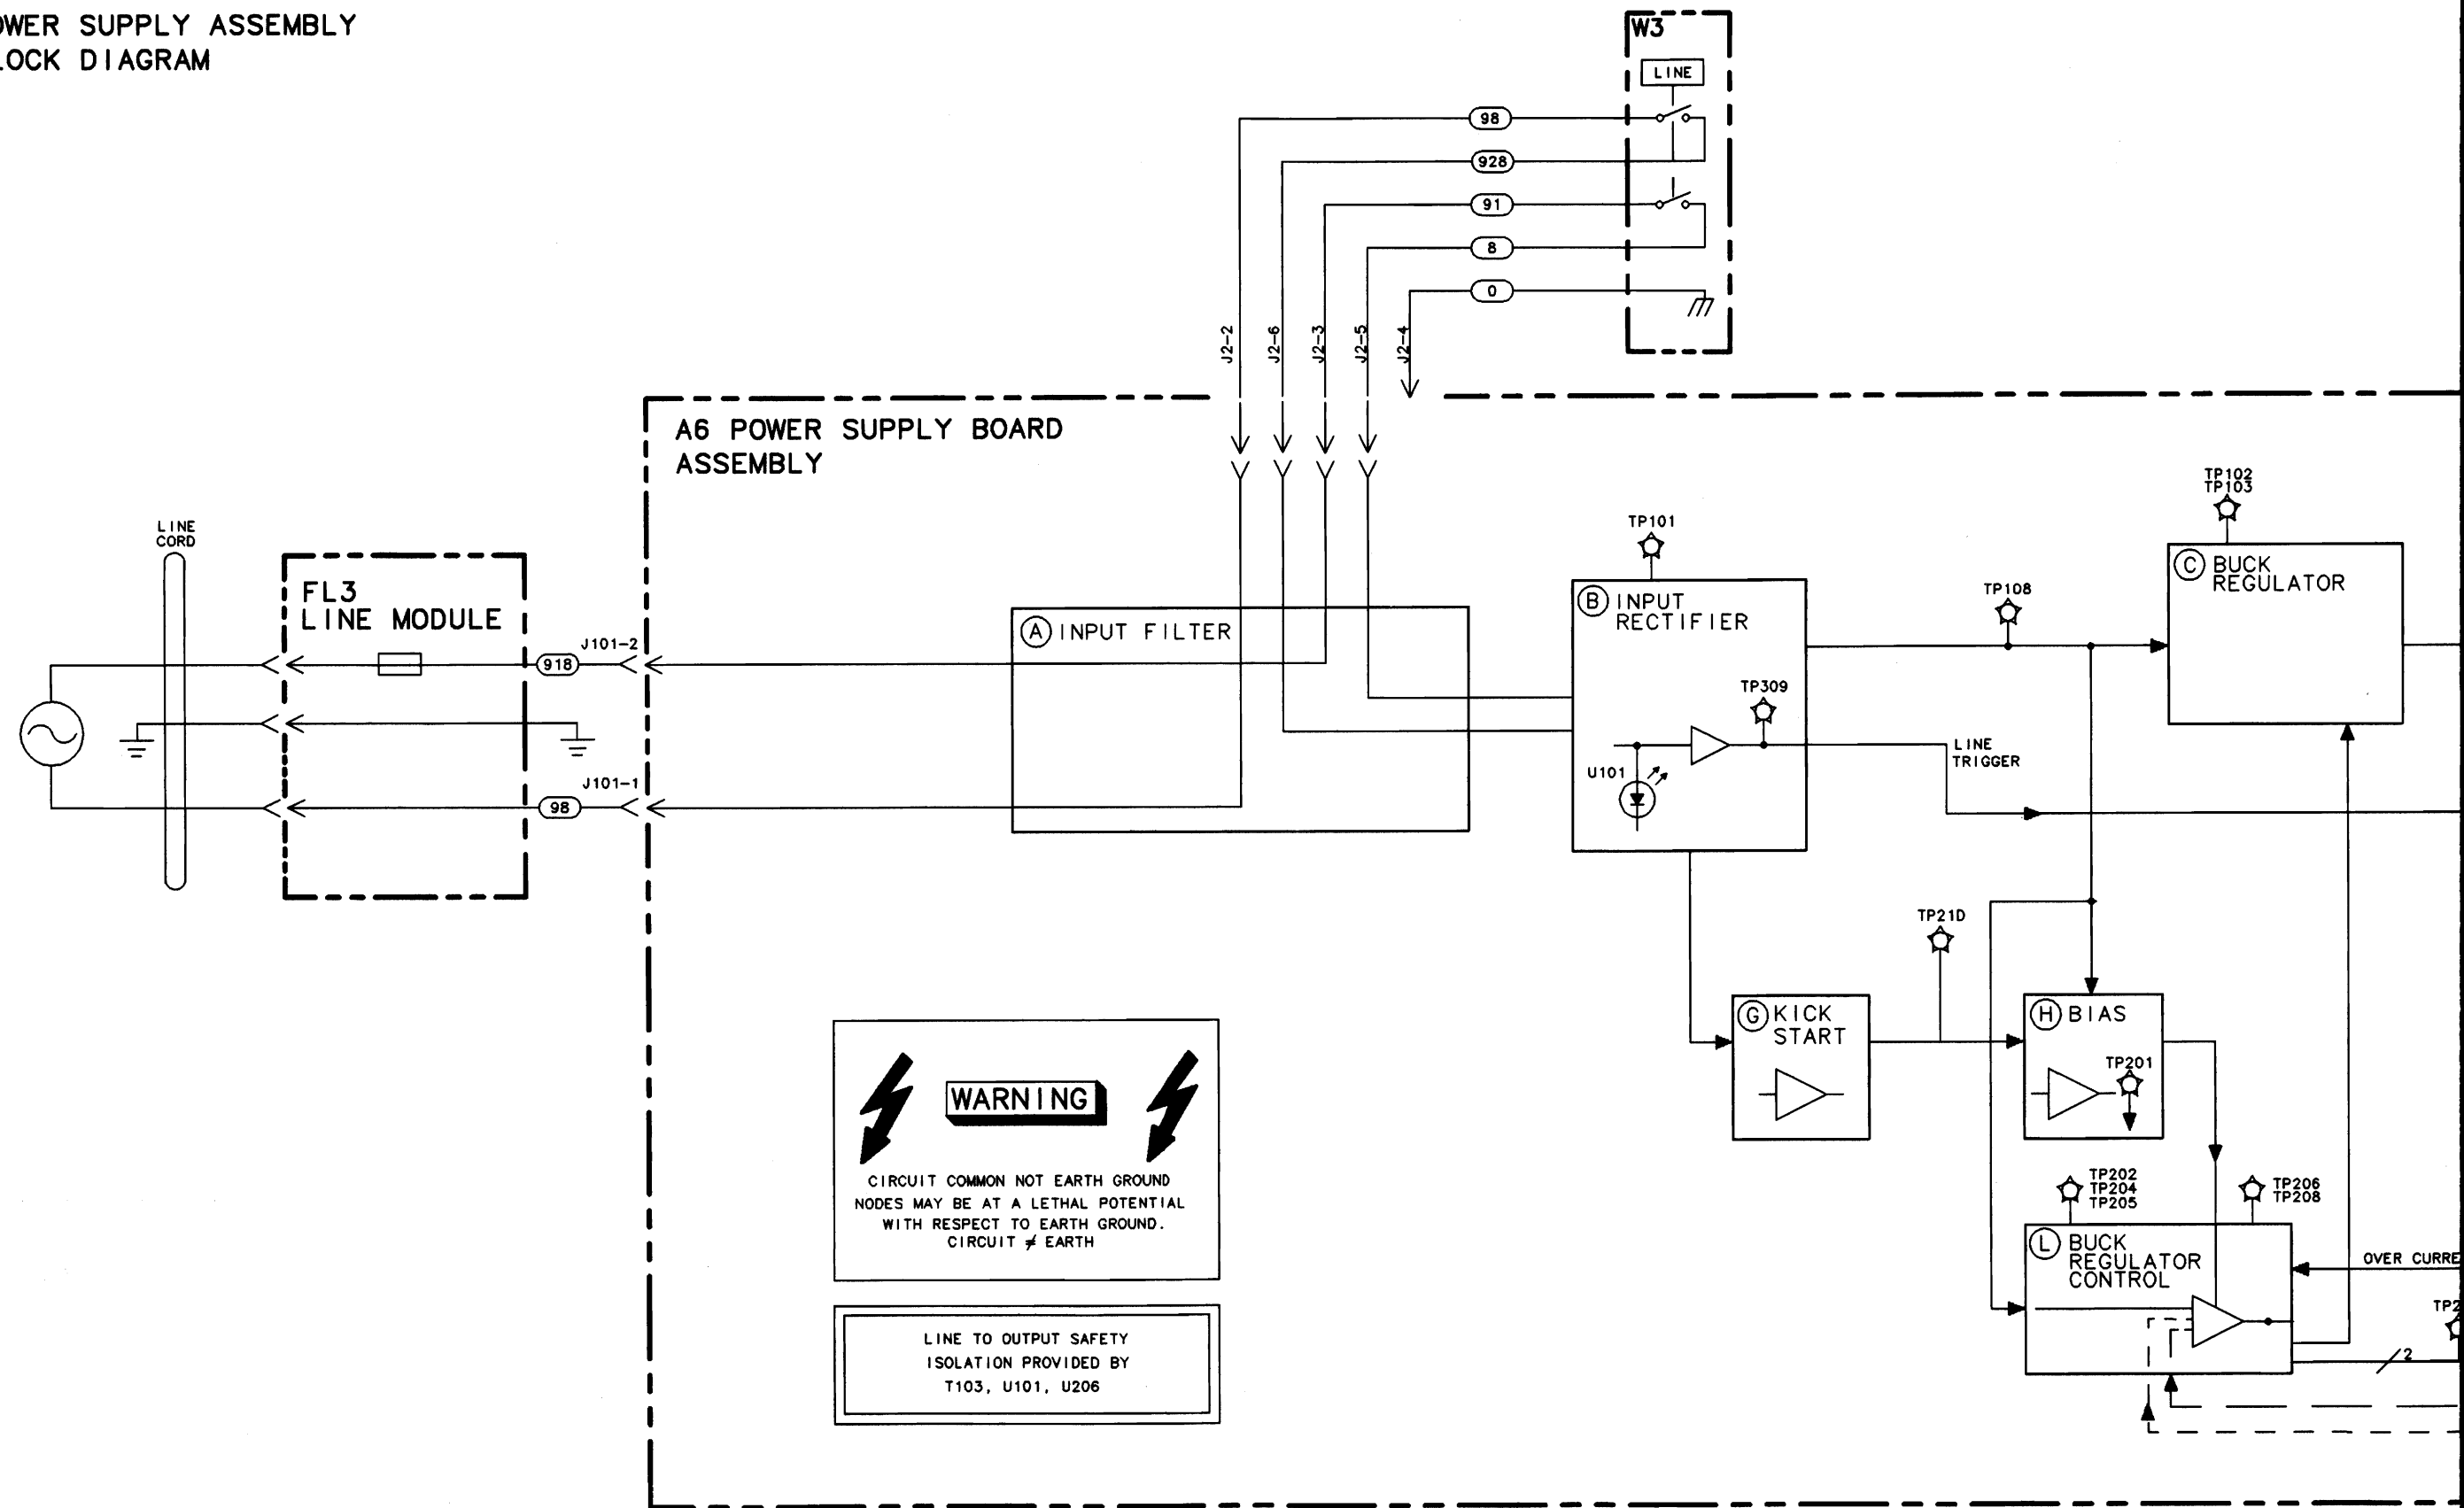 OWER SUPPLY ASSEMBLY
LOCK DIAGRAM
W3
LINE
98
928
91
8
0
J2-2
J2-6
J2-3
J2-5
J2-4
A6 POWER SUPPLY BOARD
ASSEMBLY
LINE
CORD
FL3
LINE MODULE
918
J101-2
98
J101-1
A INPUT FILTER
TP101
B INPUT
RECTIFIER
TP309
U101
LINE
TRIGGER
TP108
TP102
TP103
C BUCK
REGULATOR
TP21D
G KICK
START
H BIAS
TP201
WARNING
CIRCUIT COMMON NOT EARTH GROUND
NODES MAY BE AT A LETHAL POTENTIAL
WITH RESPECT TO EARTH GROUND.
CIRCUIT ≠ EARTH
LINE TO OUTPUT SAFETY
ISOLATION PROVIDED BY
T103, U101, U206
TP202
TP204
TP205
TP206
TP208
L BUCK
REGULATOR
CONTROL
OVER CURRE
TP2
2